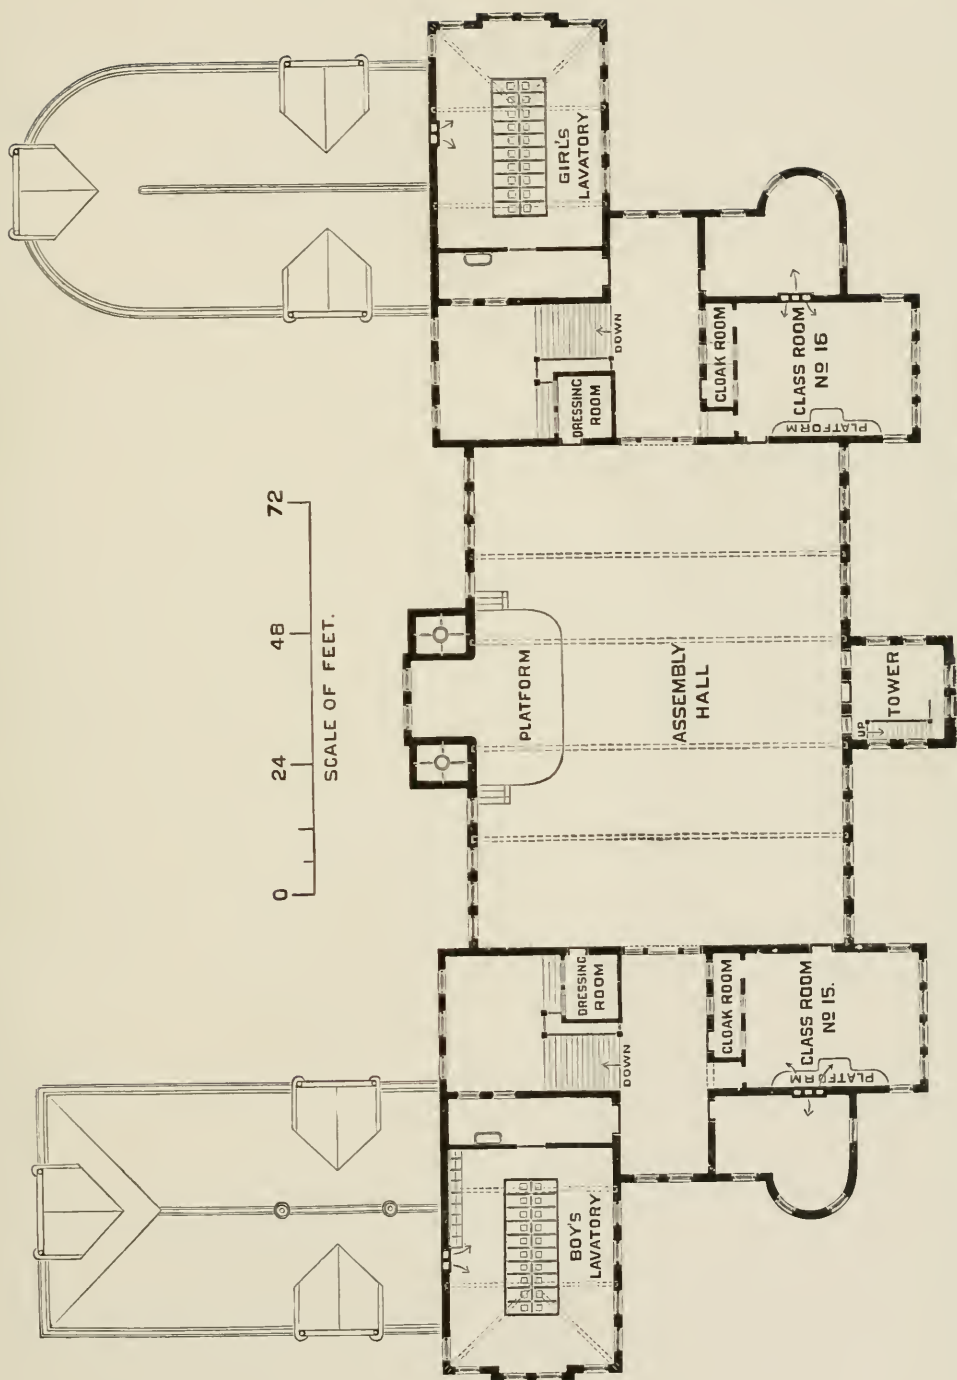 GIRL'S
LAVATORY
DOWN
DRESSING
ROOM
CLOAK ROOM
CLASS ROOM
No 16
PLATFORM
0 24 48 72
SCALE OF FEET.
PLATFORM
ASSEMBLY
HALL
TOWER
UP
DRESSING
ROOM
DOWN
CLOAK ROOM
CLASS ROOM
No 15.
PLATFORM
BOY'S
LAVATORY